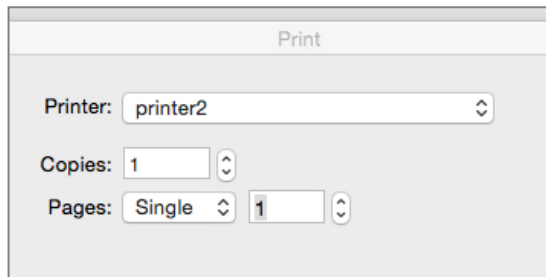 Print
Printer: printer2
Copies: 1
Pages: Single 1